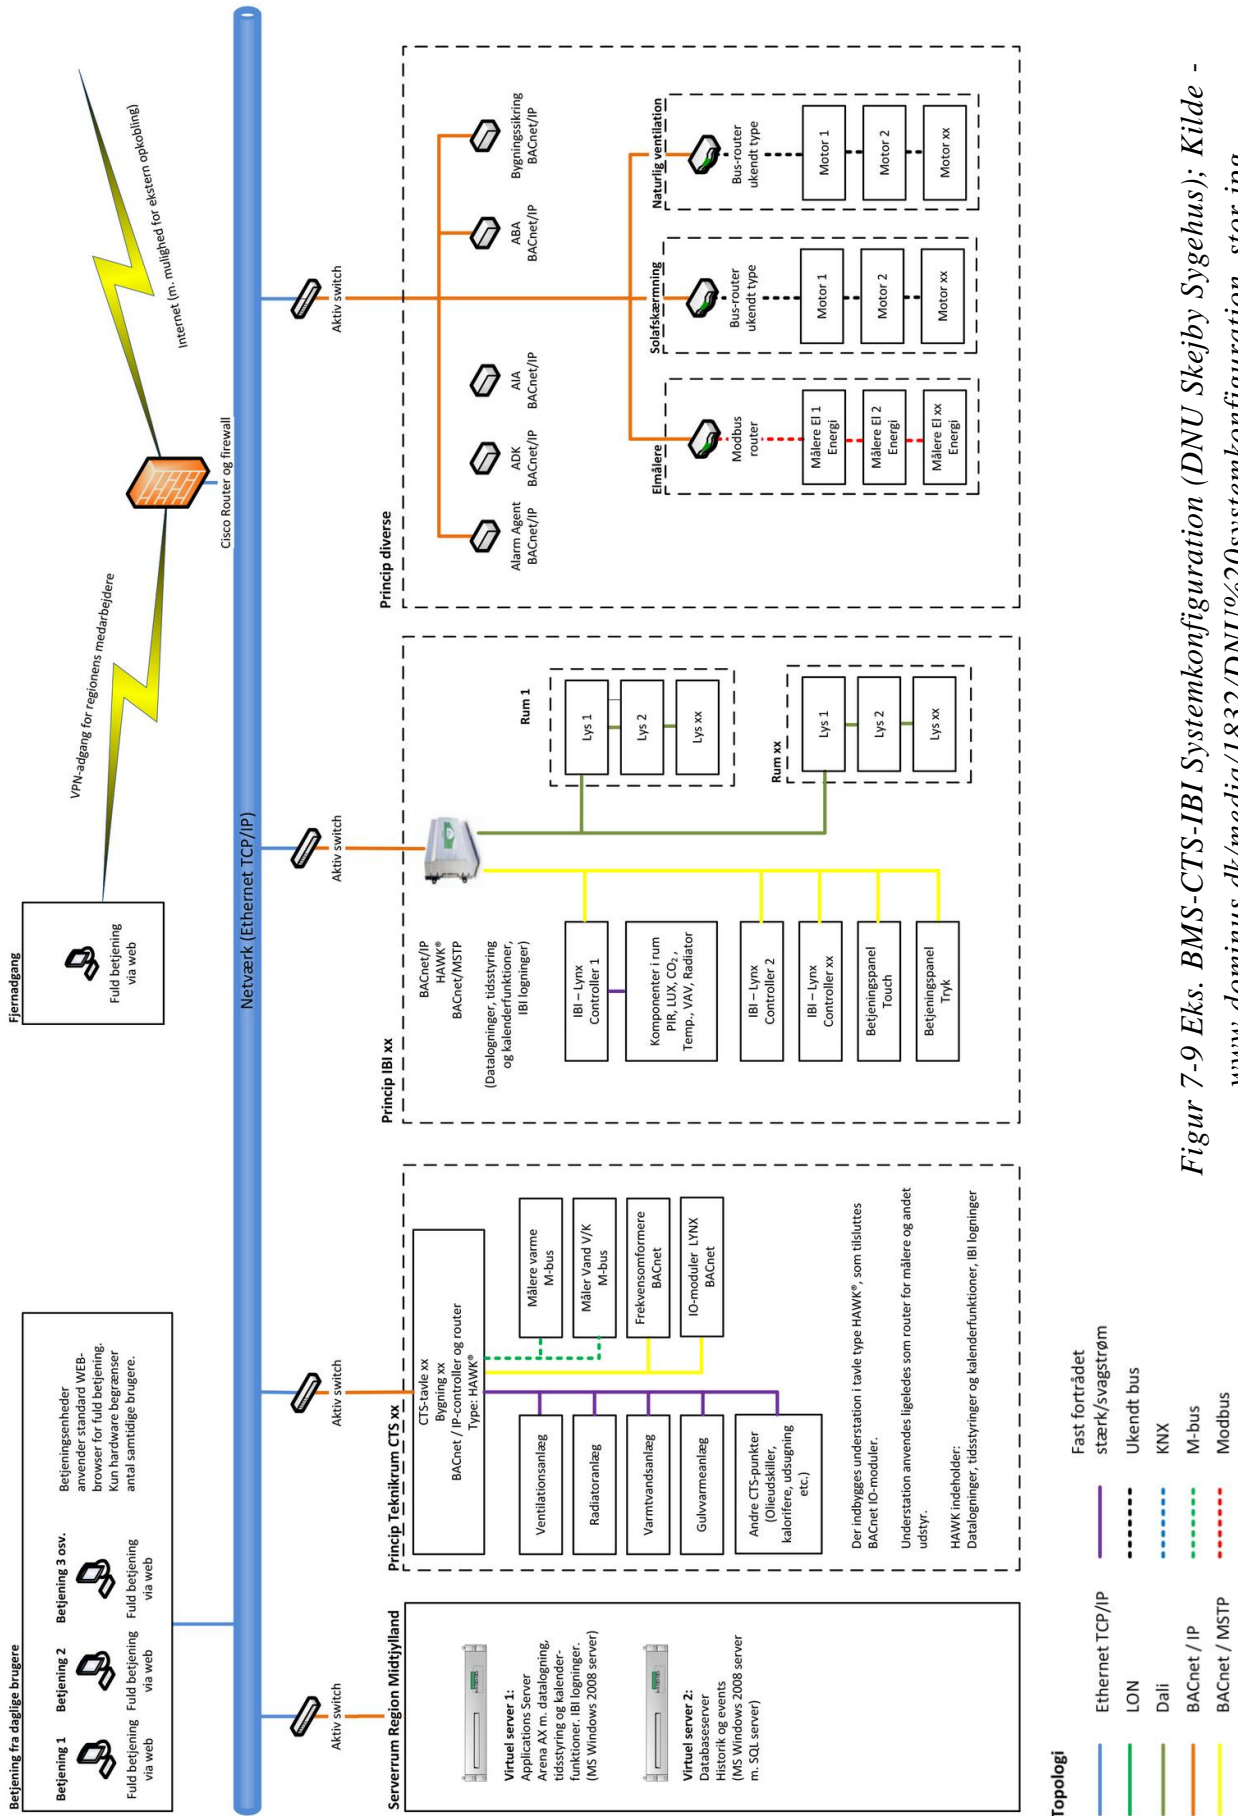 Betjening fra daglige brugere
Betjening 1
Fuld betjening
via web
Betjening 2
Fuld betjening
via web
Betjening 3 osv.
Fuld betjening
via web
Betjeningsenheder
anvender standard WEB-
browser for fuld betjening.
Kun hardware begrænser
antal samtidige brugere.
Fjernadgang
Fuld betjening
via web
VPN-adgang for regionens medarbejdere
Internet (m. mulighed for ekstern opkobling)
Cisco Router og firewall
Netværk (Ethernet TCP/IP)
Aktiv switch
Aktiv switch
Aktiv switch
Aktiv switch
Serverrum Region Midtjylland
Virtuel server 1:
Applications Server
Arena AX m. datalogning,
tidsstyring og kalender-
funktioner. IBI logninger.
(MS Windows 2008 server)
Virtuel server 2:
Databaseserver
Historik og events
(MS Windows 2008 server
m. SQL server)
Princip Teknikrum CTS xx
CTS-tavle xx
Bygning xx
BACnet / IP-controller og router
Type: HAWK®
Ventilationsanlæg
Radiatoranlæg
Varmtvandsanlæg
Gulvvarmeanlæg
Andre CTS-punkter
(Olieudskiller,
kalorifere, udsugning
etc.)
Målere varme
M-bus
Måler Vand V/K
M-bus
Frekvensomformere
BACnet
IO-moduler LYNX
BACnet
Der indbygges understation i tavle type HAWK®, som tilsluttes
BACnet IO-moduler.
Understation anvendes ligeledes som router for målere og andet
udstyr.
HAWK indeholder:
Datalogninger, tidsstyringer og kalenderfunktioner, IBI logninger
Princip IBI xx
BACnet/IP
HAWK®
BACnet/MSTP
(Datalogninger, tidsstyring
og kalenderfunktioner,
IBI logninger)
IBI – Lynx
Controller 1
Komponenter i rum
PIR, LUX, CO₂ ,
Temp., VAV, Radiator
IBI – Lynx
Controller 2
IBI – Lynx
Controller xx
Betjeningspanel
Touch
Betjeningspanel
Tryk
Rum 1
Lys 1
Lys 2
Lys xx
Rum xx
Lys 1
Lys 2
Lys xx
Princip diverse
Alarm Agent
BACnet/IP
ADK
BACnet/IP
AIA
BACnet/IP
ABA
BACnet/IP
Bygningssikring
BACnet/IP
Elmålere
Modbus
router
Målere El 1
Energi
Målere El 2
Energi
Målere El xx
Energi
Solafskærmning
Bus-router
ukendt type
Motor 1
Motor 2
Motor xx
Naturlig ventilation
Bus-router
ukendt type
Motor 1
Motor 2
Motor xx
Topologi
Ethernet TCP/IP
LON
Dali
BACnet / IP
BACnet / MSTP
Fast fortrådet
stærk/svagstrøm
Ukendt bus
KNX
M-bus
Modbus
Figur 7-9 Eks. BMS-CTS-IBI Systemkonfiguration (DNU Skejby Sygehus); Kilde -
www.dominus.dk/media/1832/DNU%20systemkonfiguration_stor.jpg